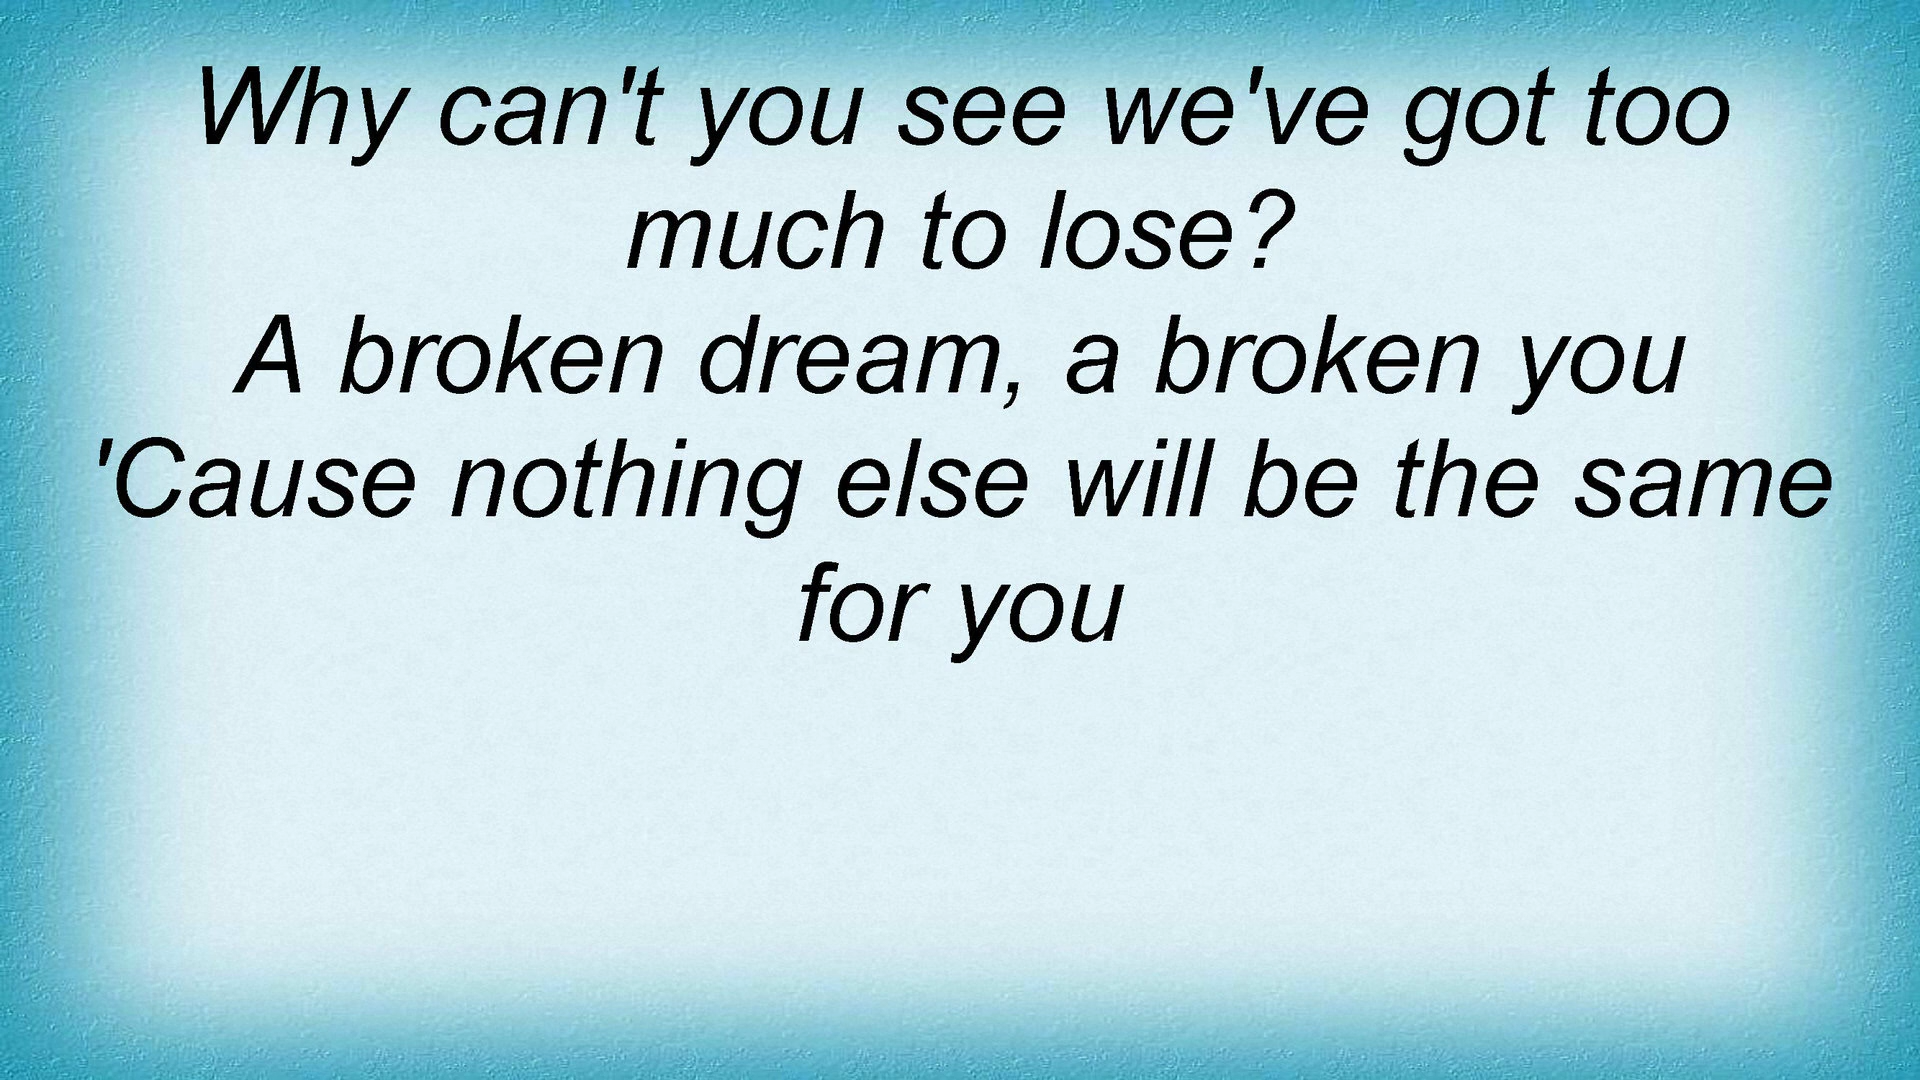 Why can't you see we've got too
much to lose?
A broken dream, a broken you
'Cause nothing else will be the same
for you